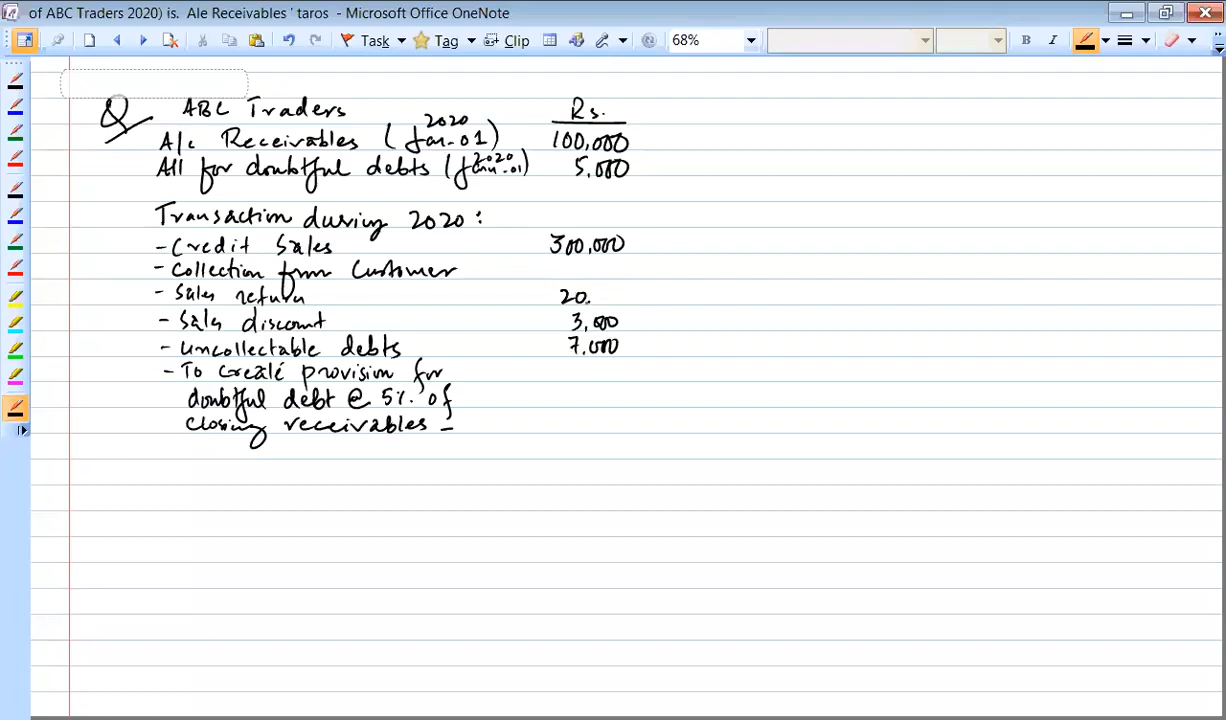 of ABC Traders 2020) is. Ale Receivables ' taros - Microsoft Office OneNote
Task Tag Clip 68% B I
Q ABC Traders Rs.
A/c Receivables (Jan-01) 2020 100,000
All for doubtful debts (Jan-01) 2020 5,000
Transaction during 2020:
- Credit Sales 300,000
- Collection from Customer
- Sales return 20.
- Sales discount 3,000
- Uncollectable debts 7,000
- To create provision for
doubtful debt @ 5% of
closing receivables -